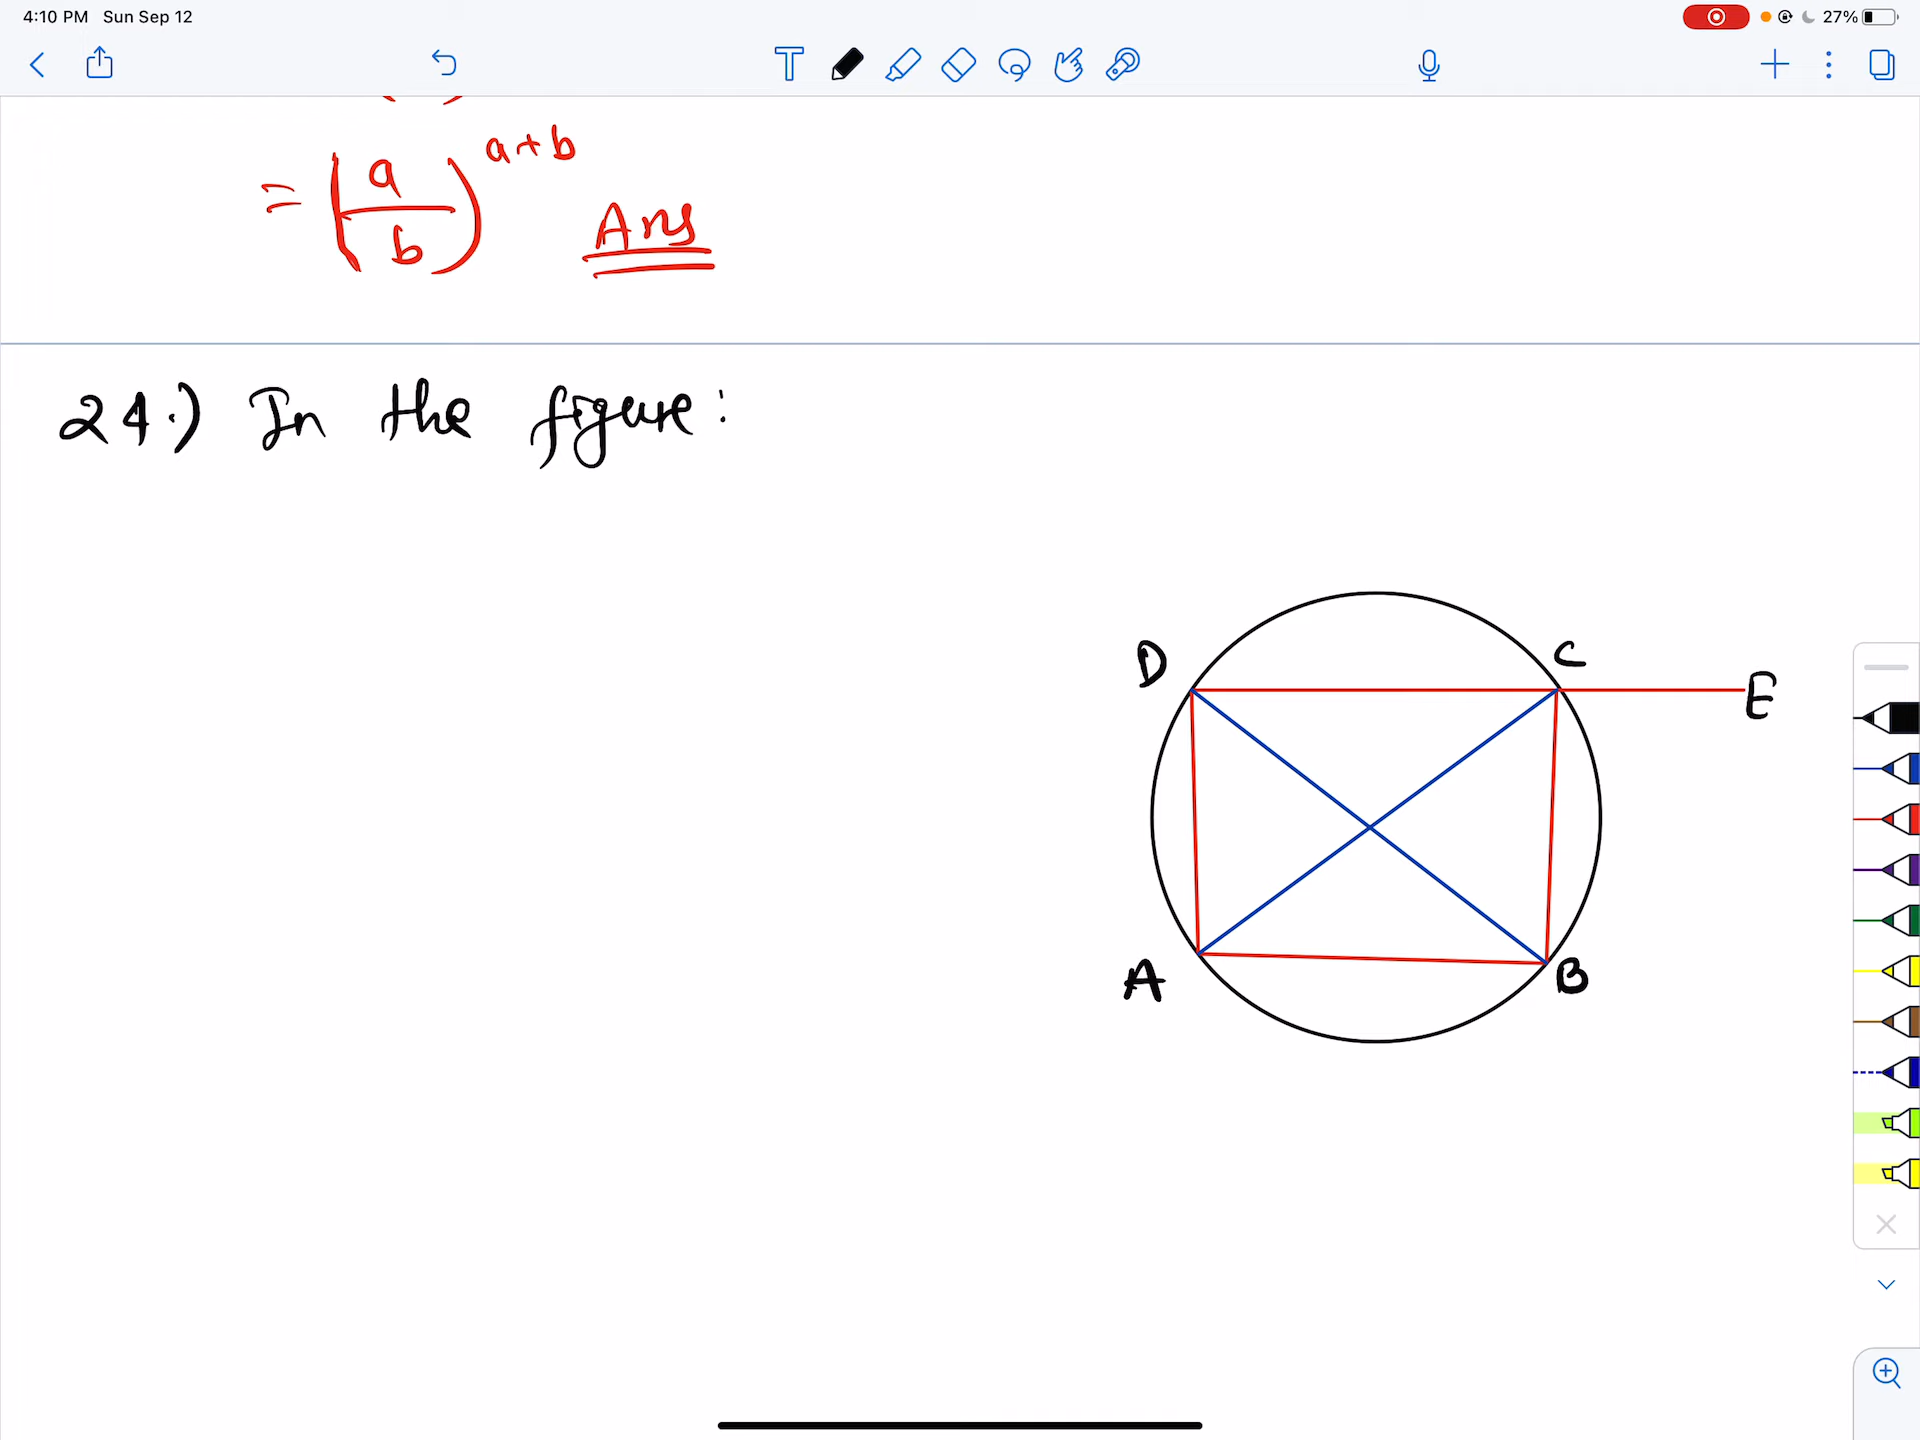 4:10 PM Sun Sep 12
27%
= (a/b)^a+b Ans
24.) In the figure:
D
C
E
A
B